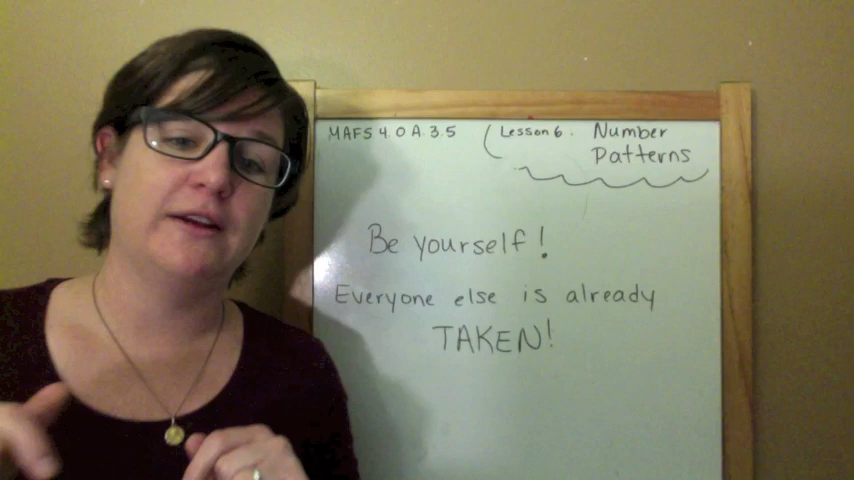 MAFS.4.OA.3.5 (Lesson 6. Number
Patterns
Be yourself!
Everyone else is already
TAKEN!